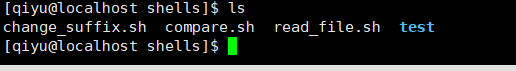 [qiyu@localhost shells]$ ls
change_suffix.sh compare.sh read_file.sh test
[qiyu@localhost shells]$